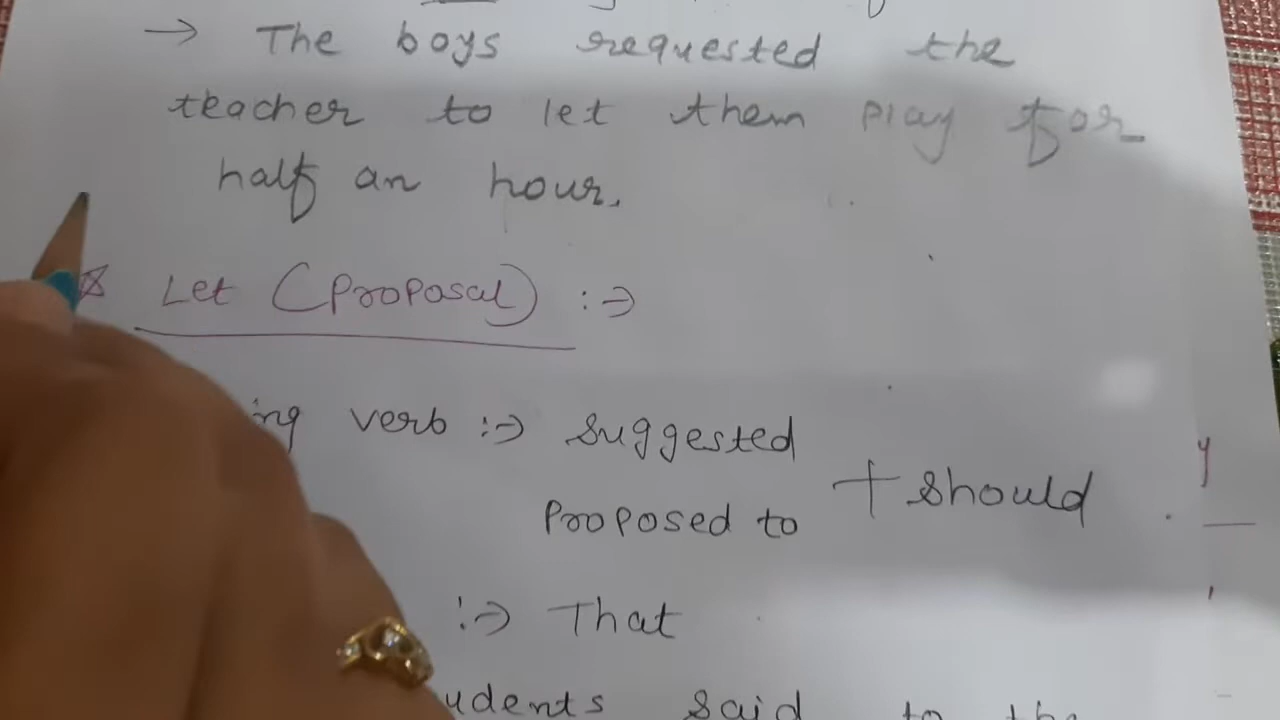 → The boys requested the
teacher to let them play for
half an hour.
Let (Proposal) :→
ing verb :→ Suggested
Proposed to + should
:→ That
udents said to the